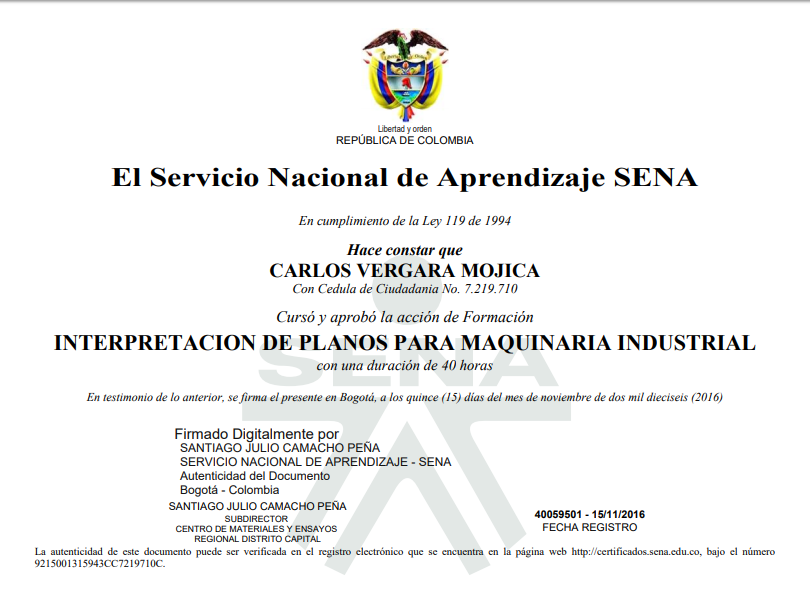 Libertad y orden
REPÚBLICA DE COLOMBIA
El Servicio Nacional de Aprendizaje SENA
En cumplimiento de la Ley 119 de 1994
Hace constar que
CARLOS VERGARA MOJICA
Con Cedula de Ciudadania No. 7.219.710
Cursó y aprobó la acción de Formación
INTERPRETACION DE PLANOS PARA MAQUINARIA INDUSTRIAL
SENA
con una duración de 40 horas
En testimonio de lo anterior, se firma el presente en Bogotá, a los quince (15) días del mes de noviembre de dos mil dieciseis (2016)
Firmado Digitalmente por
SANTIAGO JULIO CAMACHO PEÑA
SERVICIO NACIONAL DE APRENDIZAJE - SENA
Autenticidad del Documento
Bogotá - Colombia
SANTIAGO JULIO CAMACHO PEÑA
SUBDIRECTOR
CENTRO DE MATERIALES Y ENSAYOS
REGIONAL DISTRITO CAPITAL
40059501 - 15/11/2016
FECHA REGISTRO
La autenticidad de este documento puede ser verificada en el registro electrónico que se encuentra en la página web http://certificados.sena.edu.co, bajo el número
9215001315943CC7219710C.